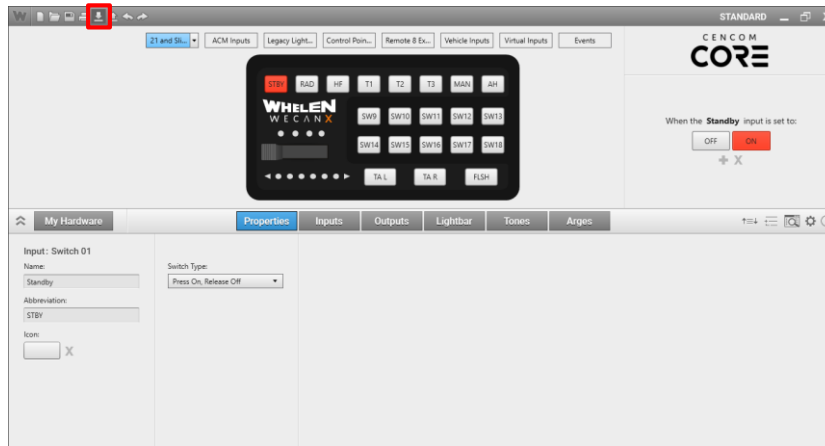 W
STANDARD
21 and Sli...
ACM Inputs
Legacy Light...
Control Poin...
Remote 8 Ex...
Vehicle Inputs
Virtual Inputs
Events
CENCOM
CORE
STBY RAD HF T1 T2 T3 MAN AH
WHELEN
WECANX
SW9 SW10 SW11 SW12 SW13
SW14 SW15 SW16 SW17 SW18
TA L TA R FLSH
When the Standby input is set to:
OFF ON
+ X
My Hardware
Properties Inputs Outputs Lightbar Tones Arges
Input: Switch 01
Name:
Standby
Abbreviation:
STBY
Icon:
X
Switch Type:
Press On, Release Off